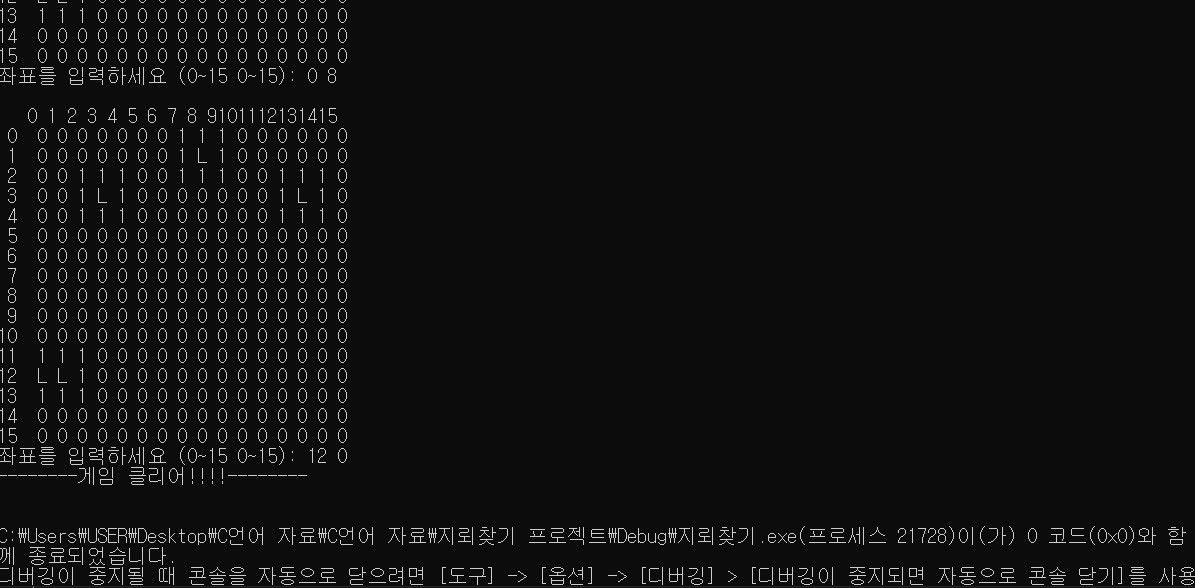 13 1 1 1 0 0 0 0 0 0 0 0 0 0 0 0 0
14 0 0 0 0 0 0 0 0 0 0 0 0 0 0 0 0
15 0 0 0 0 0 0 0 0 0 0 0 0 0 0 0 0
좌표를 입력하세요 (0~15 0~15): 0 8
0 1 2 3 4 5 6 7 8 9101112131415
0 0 0 0 0 0 0 0 1 1 1 0 0 0 0 0 0
1 0 0 0 0 0 0 0 1 L 1 0 0 0 0 0 0
2 0 0 1 1 1 0 0 1 1 1 0 0 1 1 1 0
3 0 0 1 L 1 0 0 0 0 0 0 0 1 L 1 0
4 0 0 1 1 1 0 0 0 0 0 0 0 1 1 1 0
5 0 0 0 0 0 0 0 0 0 0 0 0 0 0 0 0
6 0 0 0 0 0 0 0 0 0 0 0 0 0 0 0 0
7 0 0 0 0 0 0 0 0 0 0 0 0 0 0 0 0
8 0 0 0 0 0 0 0 0 0 0 0 0 0 0 0 0
9 0 0 0 0 0 0 0 0 0 0 0 0 0 0 0 0
10 0 0 0 0 0 0 0 0 0 0 0 0 0 0 0 0
11 1 1 1 0 0 0 0 0 0 0 0 0 0 0 0 0
12 L L 1 0 0 0 0 0 0 0 0 0 0 0 0 0
13 1 1 1 0 0 0 0 0 0 0 0 0 0 0 0 0
14 0 0 0 0 0 0 0 0 0 0 0 0 0 0 0 0
15 0 0 0 0 0 0 0 0 0 0 0 0 0 0 0 0
좌표를 입력하세요 (0~15 0~15): 12 0
--------게임 클리어!!!!--------
C:₩Users₩USER₩Desktop₩C언어 자료₩C언어 자료₩지뢰찾기 프로젝트₩Debug₩지뢰찾기.exe(프로세스 21728)이(가) 0 코드(0x0)와 함
께 종료되었습니다.
디버깅이 중지될 때 콘솔을 자동으로 닫으려면 [도구] -> [옵션] -> [디버깅] > [디버깅이 중지되면 자동으로 콘솔 닫기]를 사용